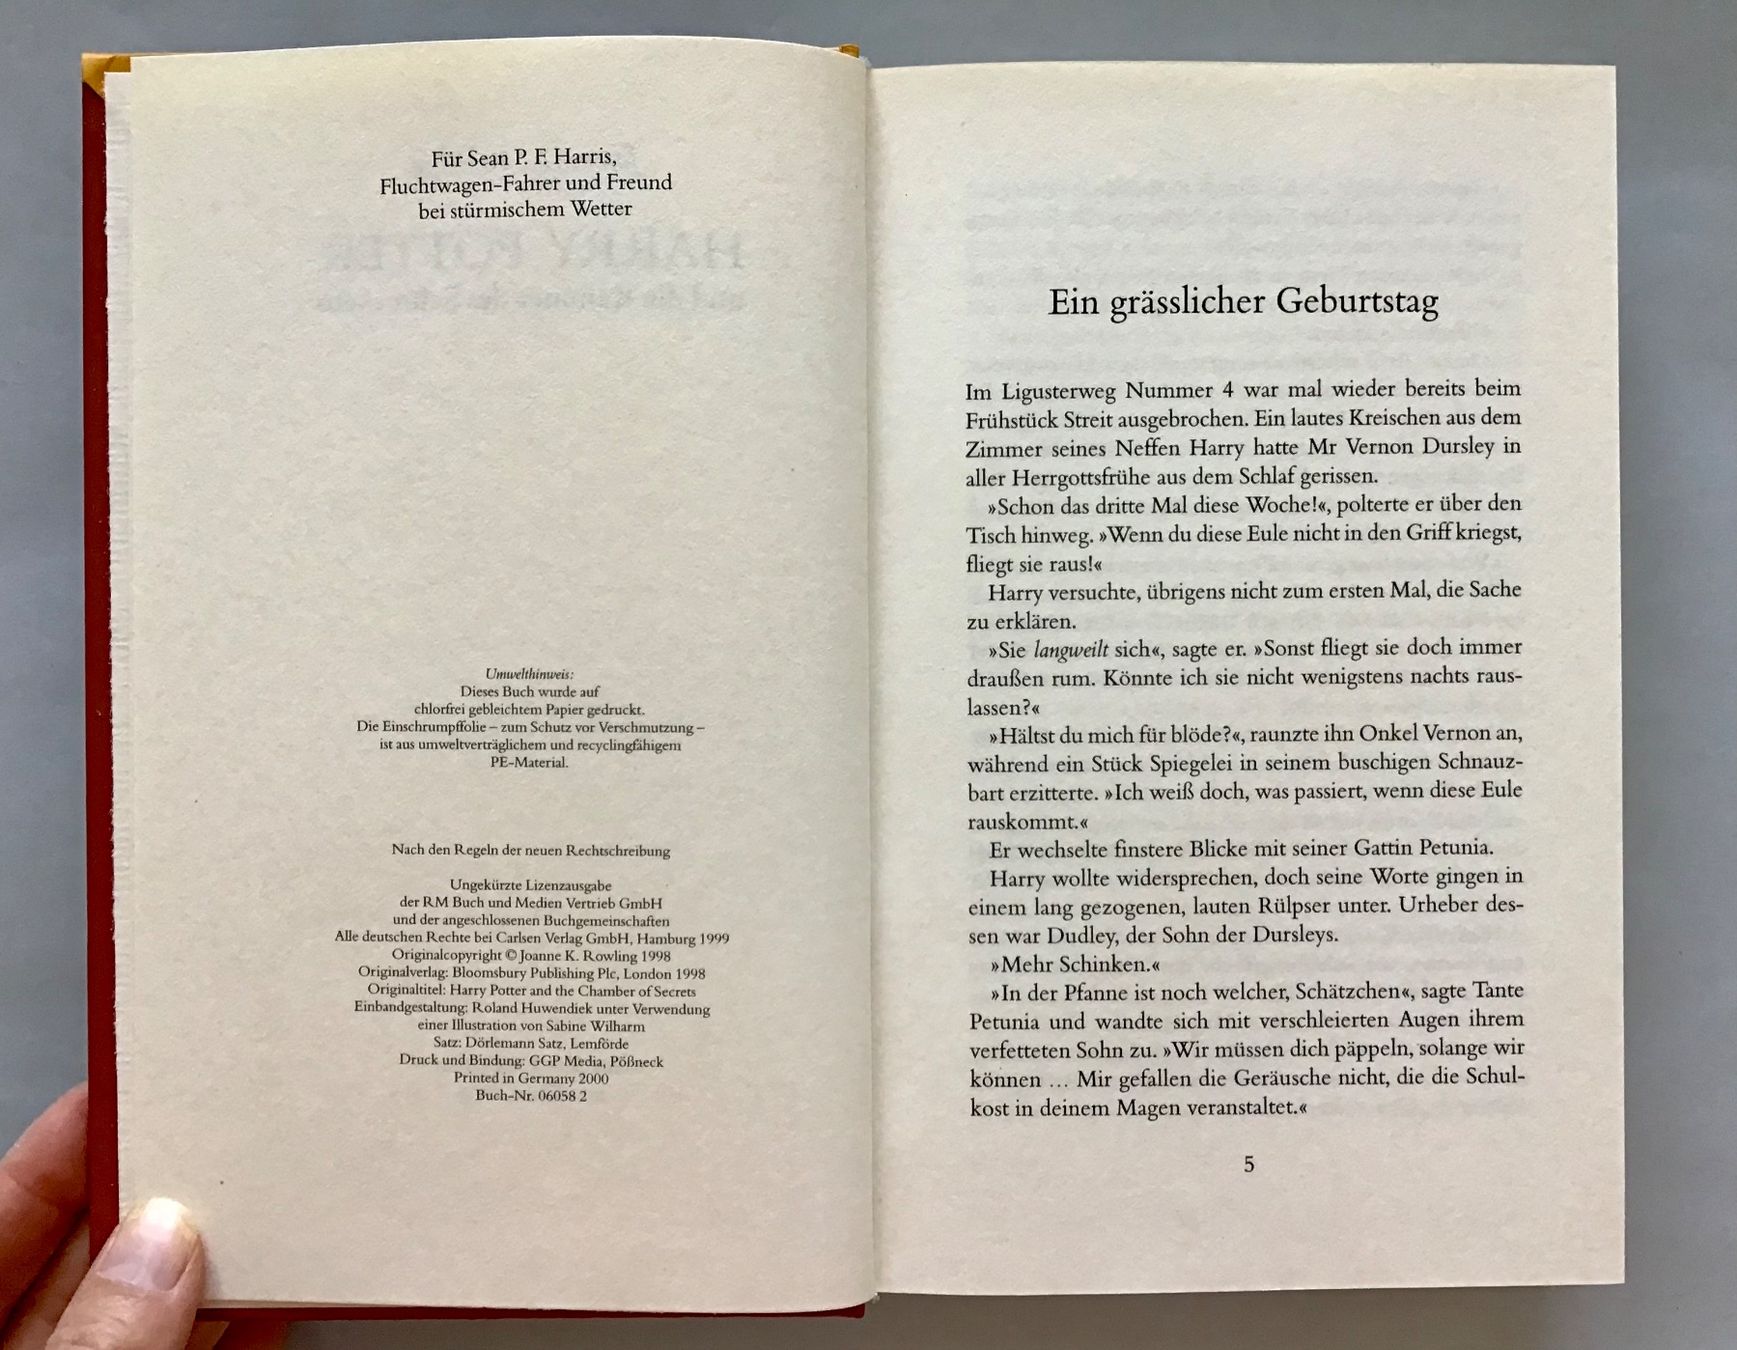 Für Sean P. F. Harris,
Fluchtwagen-Fahrer und Freund
bei stürmischem Wetter
Umwelthinweis:
Dieses Buch wurde auf
chlorfrei gebleichtem Papier gedruckt.
Die Einschrumpffolie – zum Schutz vor Verschmutzung –
ist aus umweltverträglichem und recyclingfähigem
PE-Material.
Nach den Regeln der neuen Rechtschreibung
Ungekürzte Lizenzausgabe
der RM Buch und Medien Vertrieb GmbH
und der angeschlossenen Buchgemeinschaften
Alle deutschen Rechte bei Carlsen Verlag GmbH, Hamburg 1999
Originalcopyright © Joanne K. Rowling 1998
Originalverlag: Bloomsbury Publishing Plc, London 1998
Originaltitel: Harry Potter and the Chamber of Secrets
Einbandgestaltung: Roland Huwendiek unter Verwendung
einer Illustration von Sabine Wilharm
Satz: Dörlemann Satz, Lemförde
Druck und Bindung: GGP Media, Pößneck
Printed in Germany 2000
Buch-Nr. 06058 2
Ein grässlicher Geburtstag
Im Ligusterweg Nummer 4 war mal wieder bereits beim
Frühstück Streit ausgebrochen. Ein lautes Kreischen aus dem
Zimmer seines Neffen Harry hatte Mr Vernon Dursley in
aller Herrgottsfrühe aus dem Schlaf gerissen.
»Schon das dritte Mal diese Woche!«, polterte er über den
Tisch hinweg. »Wenn du diese Eule nicht in den Griff kriegst,
fliegt sie raus!«
Harry versuchte, übrigens nicht zum ersten Mal, die Sache
zu erklären.
»Sie langweilt sich«, sagte er. »Sonst fliegt sie doch immer
draußen rum. Könnte ich sie nicht wenigstens nachts raus-
lassen?«
»Hältst du mich für blöde?«, raunzte ihn Onkel Vernon an,
während ein Stück Spiegelei in seinem buschigen Schnauz-
bart erzitterte. »Ich weiß doch, was passiert, wenn diese Eule
rauskommt.«
Er wechselte finstere Blicke mit seiner Gattin Petunia.
Harry wollte widersprechen, doch seine Worte gingen in
einem lang gezogenen, lauten Rülpser unter. Urheber des-
sen war Dudley, der Sohn der Dursleys.
»Mehr Schinken.«
»In der Pfanne ist noch welcher, Schätzchen«, sagte Tante
Petunia und wandte sich mit verschleierten Augen ihrem
verfetteten Sohn zu. »Wir müssen dich päppeln, solange wir
können … Mir gefallen die Geräusche nicht, die die Schul-
kost in deinem Magen veranstaltet.«
5